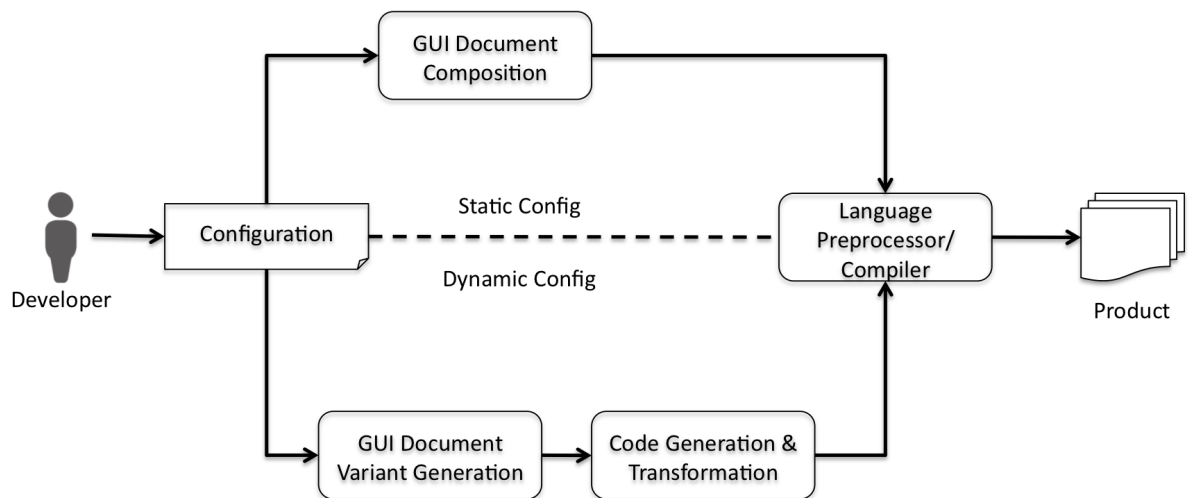 GUI Document
Composition
Static Config
Configuration
Language
Preprocessor/
Compiler
Dynamic Config
Developer
Product
GUI Document
Variant Generation
Code Generation &
Transformation